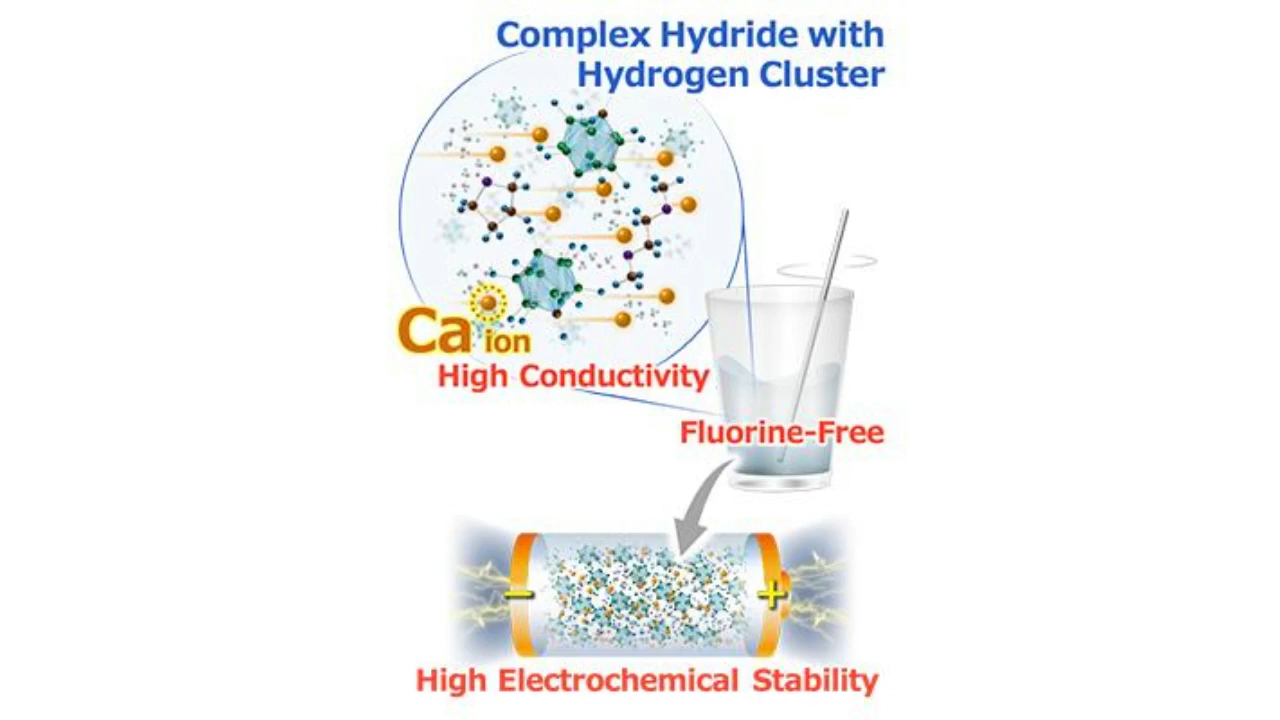 Complex Hydride with
Hydrogen Cluster
Ca ion
High Conductivity
Fluorine-Free
− +
High Electrochemical Stability